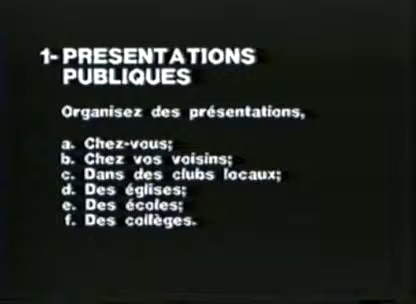 1- PRESENTATIONS
PUBLIQUES
Organisez des présentations,
a. Chez-vous;
b. Chez vos voisins;
c. Dans des clubs locaux;
d. Des églises;
e. Des écoles;
f. Des collèges.